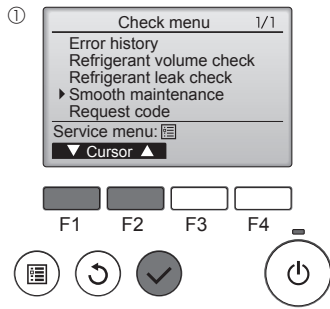 ①
Check menu 1/1
Error history
Refrigerant volume check
Refrigerant leak check
Smooth maintenance
Request code
Service menu:
▼ Cursor ▲
F1 F2 F3 F4